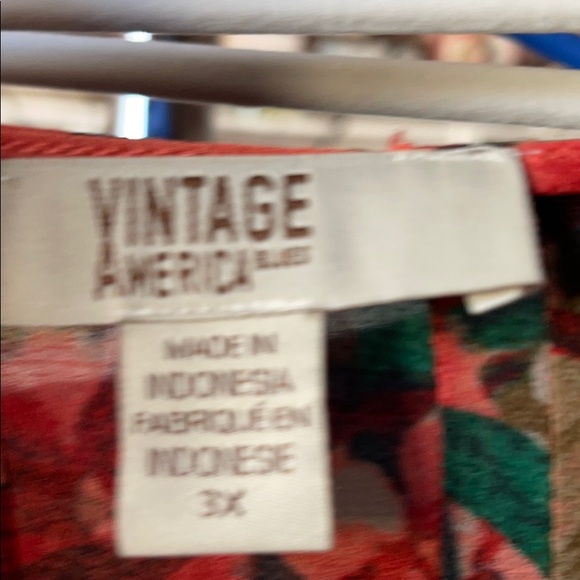 VINTAGE
AMERICA BLUES
MADE IN
INDONESIA
FABRIQUÉ EN
INDONESIE
3X